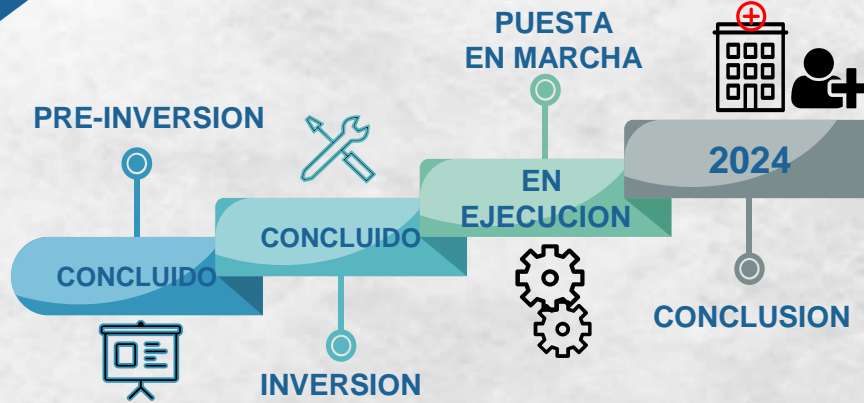 PUESTA
EN MARCHA
PRE-INVERSION
2024
EN
EJECUCION
CONCLUIDO
CONCLUIDO
CONCLUSION
INVERSION